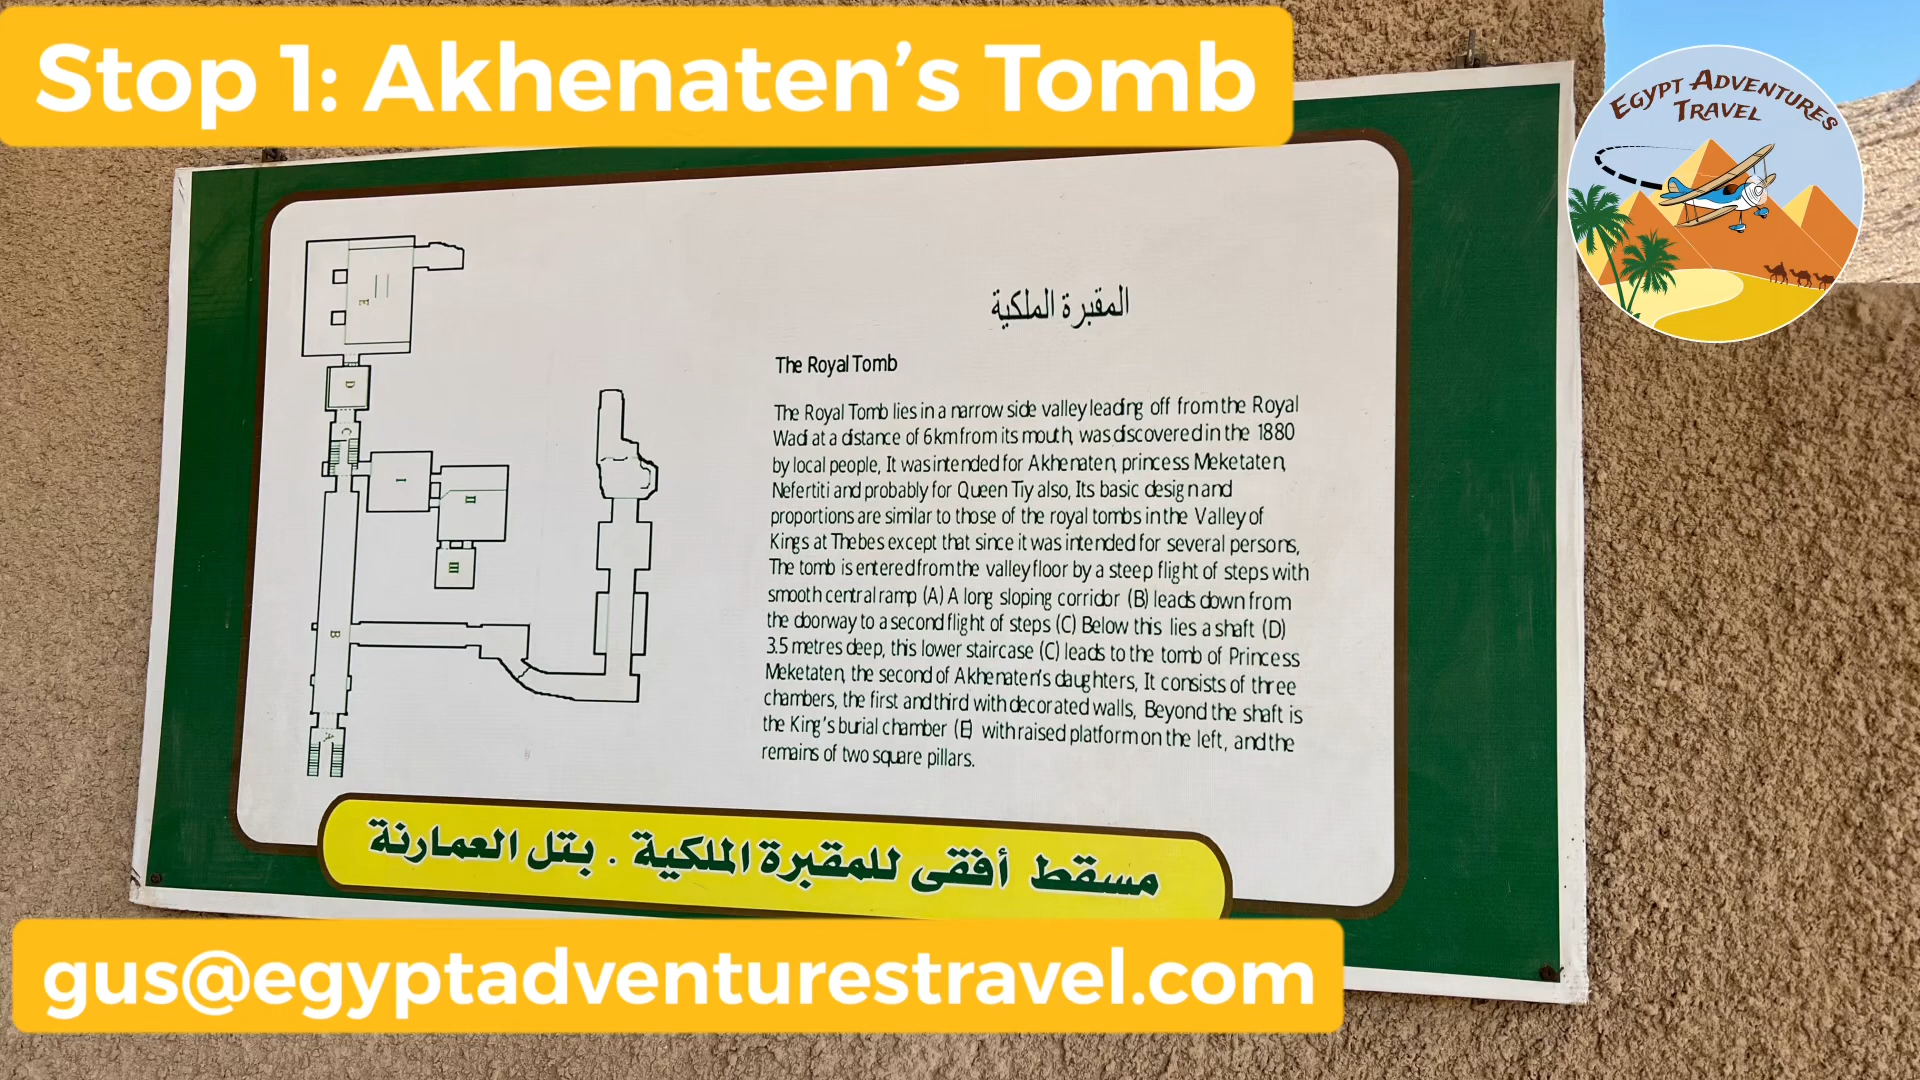 Stop 1: Akhenaten's Tomb
EGYPT ADVENTURES
TRAVEL
المقبرة الملكية
The Royal Tomb
The Royal Tomb lies in a narrow side valley leading off from the Royal
Wadi at a distance of 6km from its mouth, was discovered in the 1880
by local people, It was intended for Akhenaten, princess Meketaten,
Nefertiti and probably for Queen Tiy also, Its basic design and
proportions are similar to those of the royal tombs in the Valley of
Kings at Thebes except that since it was intended for several persons,
The tomb is entered from the valley floor by a steep flight of steps with
smooth central ramp (A) A long sloping corridor (B) leads down from
the doorway to a second flight of steps (C) Below this lies a shaft (D)
3.5 metres deep, this lower staircase (C) leads to the tomb of Princess
Meketaten, the second of Akhenaten's daughters, It consists of three
chambers, the first and third with decorated walls, Beyond the shaft is
the King's burial chamber (E) with raised platform on the left, and the
remains of two square pillars.
E
D
C
I
II
III
B
A
مسقط أفقى للمقبرة الملكية . بتل العمارنة
gus@egyptadventurestravel.com